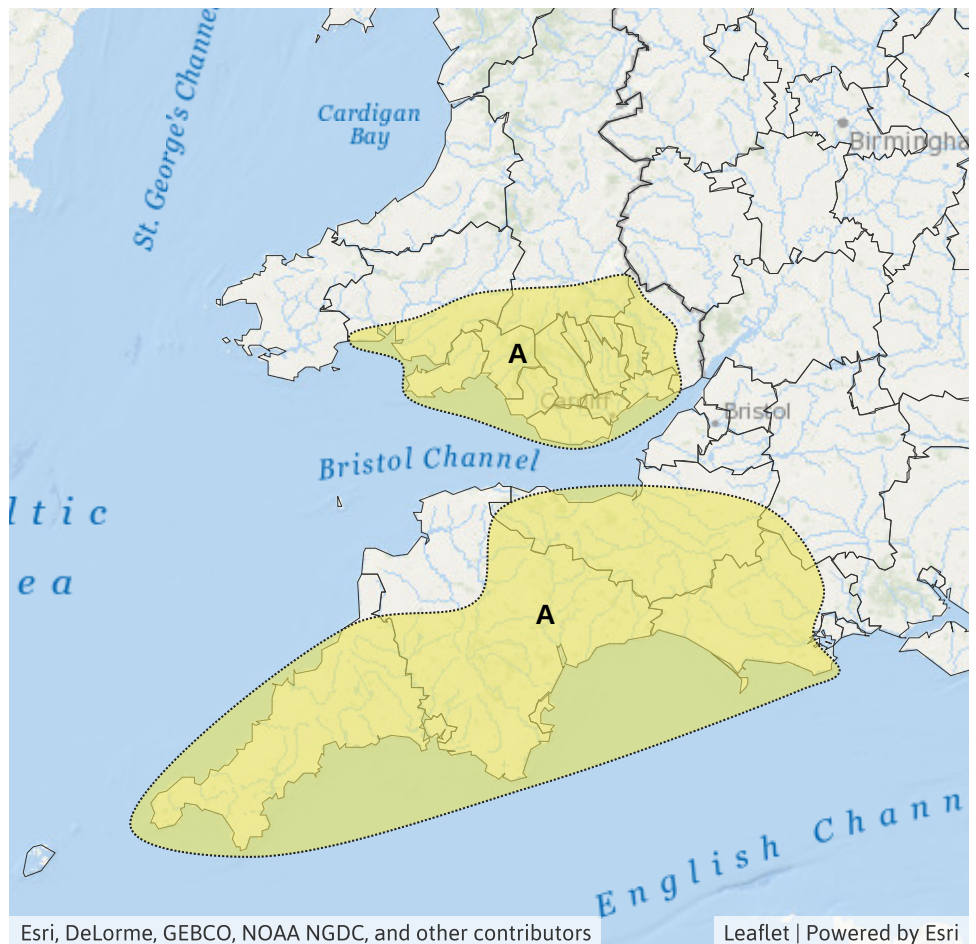 St. George's Channel
Cardigan
Bay
Birmingha
A
Cardiff
Bristol
Bristol Channel
ltic
ea
A
English Chann
Esri, DeLorme, GEBCO, NOAA NGDC, and other contributors
Leaflet | Powered by Esri